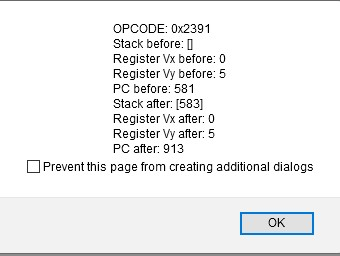 OPCODE: 0x2391
Stack before: []
Register Vx before: 0
Register Vy before: 5
PC before: 581
Stack after: [583]
Register Vx after: 0
Register Vy after: 5
PC after: 913
Prevent this page from creating additional dialogs
OK